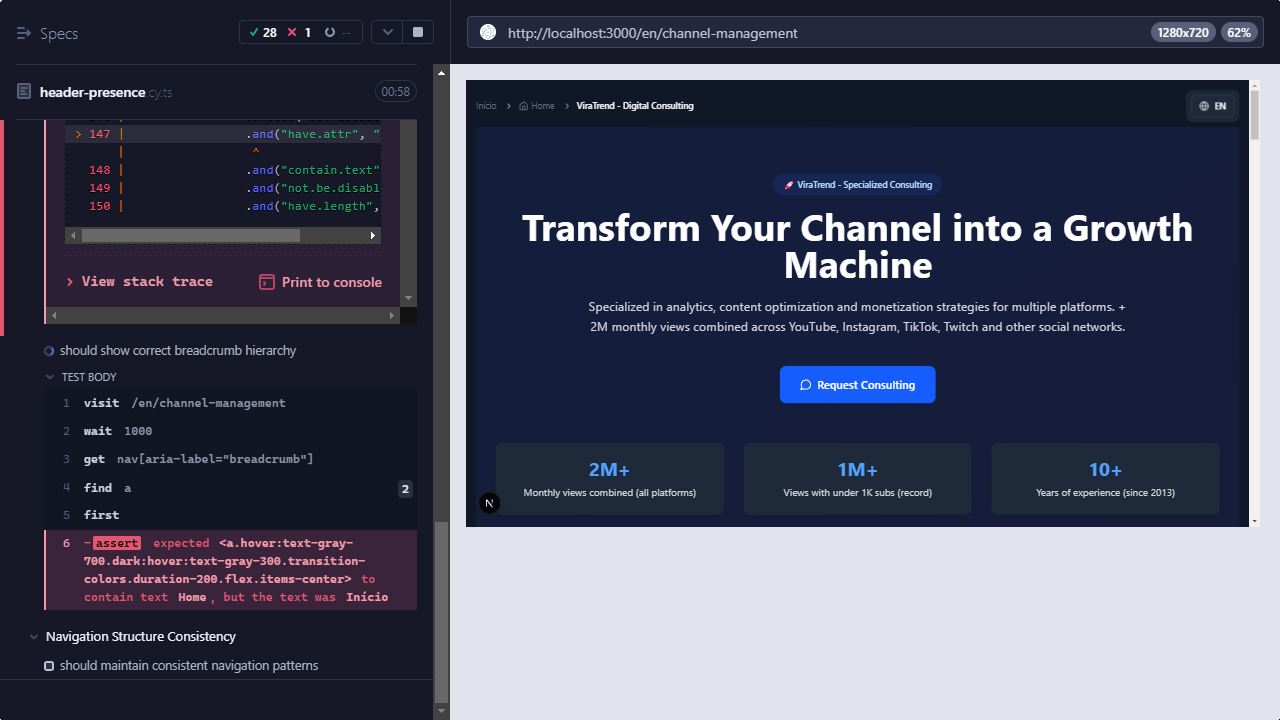 Specs
28
1
--
header-presence.cy.ts
00:58
> 147 | .and("have.attr", "
| ^
148 | .and("contain.text"
149 | .and("not.be.disabl
150 | .and("have.length",
View stack trace
Print to console
should show correct breadcrumb hierarchy
TEST BODY
1 visit /en/channel-management
2 wait 1000
3 get nav[aria-label="breadcrumb"]
4 find a 2
5 first
6 -assert expected <a.hover:text-gray-
700.dark:hover:text-gray-300.transition-
colors.duration-200.flex.items-center> to
contain text Home, but the text was Início
Navigation Structure Consistency
should maintain consistent navigation patterns
http://localhost:3000/en/channel-management
1280x720
62%
Início > Home > ViraTrend - Digital Consulting
EN
🚀 ViraTrend - Specialized Consulting
Transform Your Channel into a Growth
Machine
Specialized in analytics, content optimization and monetization strategies for multiple platforms. +
2M monthly views combined across YouTube, Instagram, TikTok, Twitch and other social networks.
Request Consulting
2M+
Monthly views combined (all platforms)
1M+
Views with under 1K subs (record)
10+
Years of experience (since 2013)
N